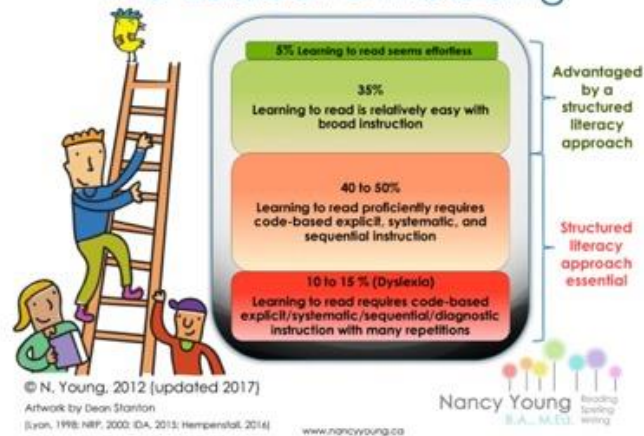 5% Learning to read seems effortless
35%
Learning to read is relatively easy with
broad instruction
40 to 50%
Learning to read proficiently requires
code-based explicit, systematic, and
sequential instruction
10 to 15 % (Dyslexia)
Learning to read requires code-based
explicit/systematic/sequential/diagnostic
instruction with many repetitions
Advantaged
by a
structured
literacy
approach
Structured
literacy
approach
essential
© N. Young, 2012 (updated 2017)
Artwork by Dean Stanton
(Lyon, 1998; NRP, 2000; IDA, 2015; Hempenstall, 2016)
www.nancyyoung.ca
Nancy Young
B.A., M.Ed.
Reading
Spelling
Writing